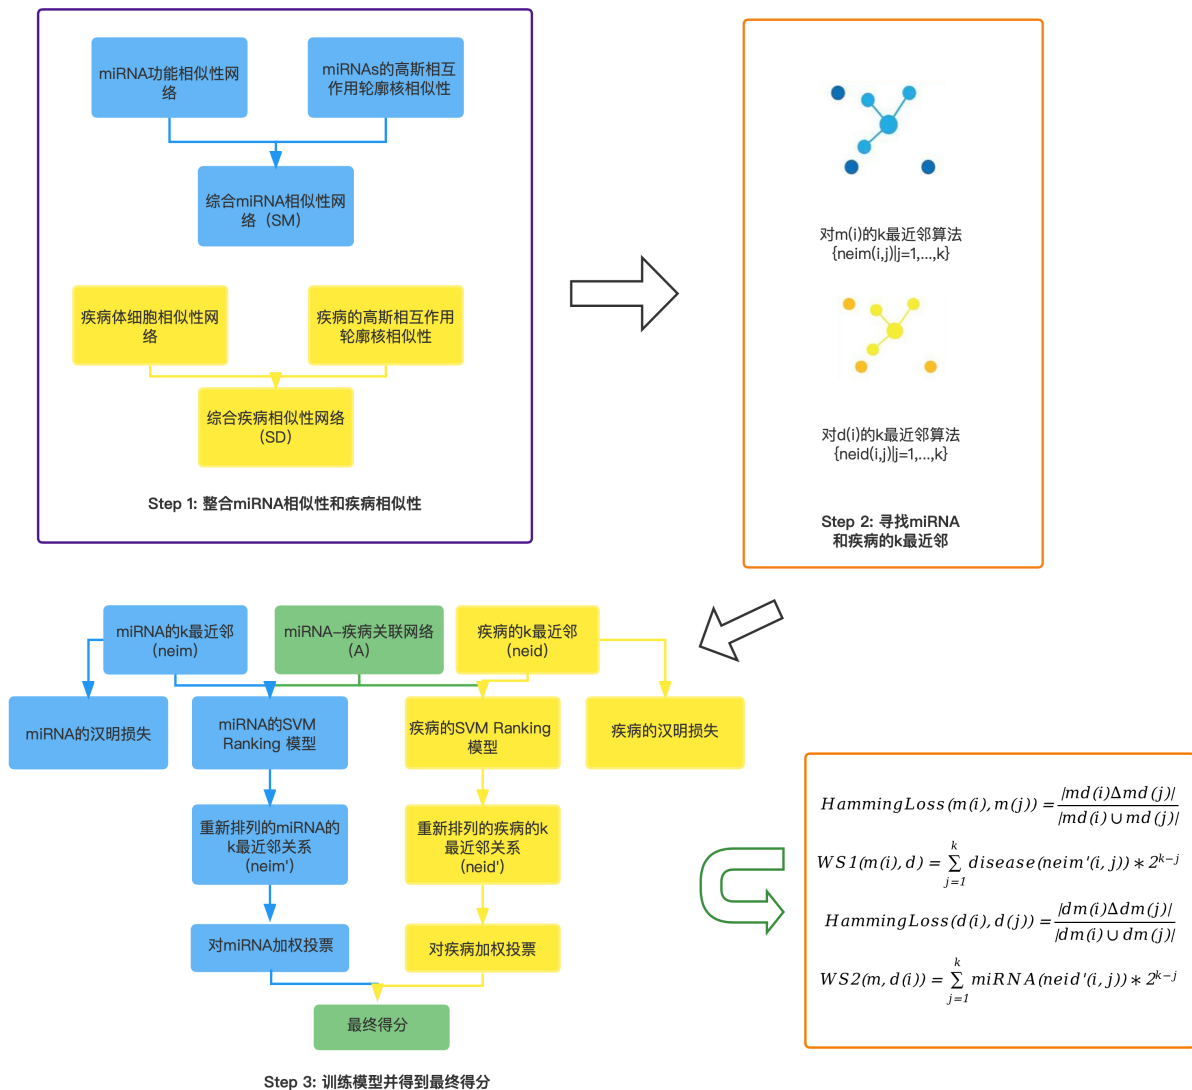 miRNA功能相似性网
络
miRNAs的高斯相互
作用轮廓核相似性
综合miRNA相似性网
络（SM）
疾病体细胞相似性网
络
疾病的高斯相互作用
轮廓核相似性
综合疾病相似性网络
（SD）
Step 1: 整合miRNA相似性和疾病相似性
对m(i)的k最近邻算法
{neim(i,j)|j=1,...,k}
对d(i)的k最近邻算法
{neid(i,j)|j=1,...,k}
Step 2: 寻找miRNA
和疾病的k最近邻
miRNA的k最近邻
(neim)
miRNA-疾病关联网络
(A)
疾病的k最近邻
(neid)
miRNA的汉明损失
miRNA的SVM
Ranking 模型
疾病的SVM Ranking
模型
疾病的汉明损失
重新排列的miRNA的
k最近邻关系
(neim')
重新排列的疾病的k
最近邻关系
(neid')
对miRNA加权投票
对疾病加权投票
最终得分
Step 3: 训练模型并得到最终得分
HammingLoss(m(i), m(j)) = |md(i)Δmd(j)| / |md(i) ∪ md(j)|
WS1(m(i), d) = ∑_{j=1}^{k} disease(neim'(i, j)) * 2^{k-j}
HammingLoss(d(i), d(j)) = |dm(i)Δdm(j)| / |dm(i) ∪ dm(j)|
WS2(m, d(i)) = ∑_{j=1}^{k} miRNA(neid'(i, j)) * 2^{k-j}